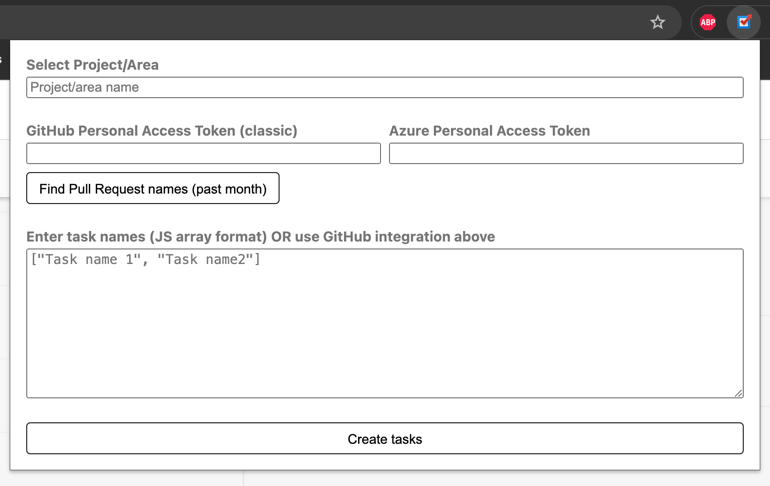 ABP
Select Project/Area
Project/area name
GitHub Personal Access Token (classic)
Azure Personal Access Token
Find Pull Request names (past month)
Enter task names (JS array format) OR use GitHub integration above
["Task name 1", "Task name2"]
Create tasks